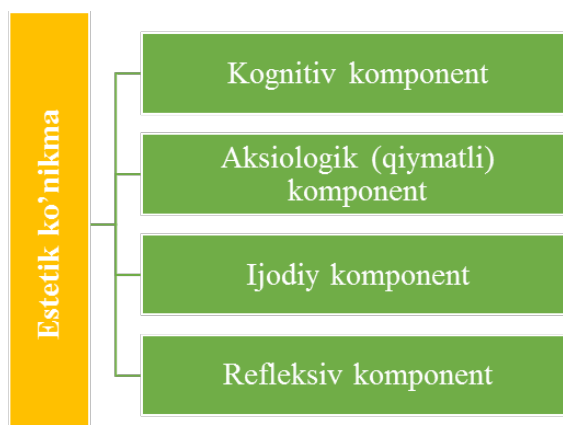 Estetik ko’nikma
Kognitiv komponent
Aksiologik (qiymatli)
komponent
Ijodiy komponent
Refleksiv komponent